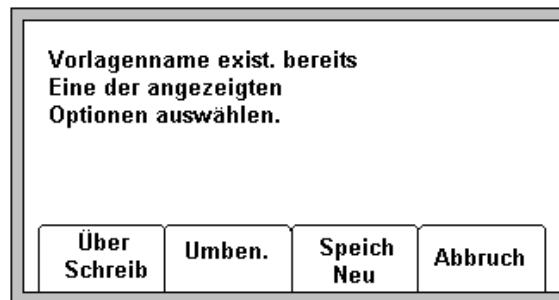 Vorlagenname exist. bereits
Eine der angezeigten
Optionen auswählen.
Über
Schreib
Umben.
Speich
Neu
Abbruch